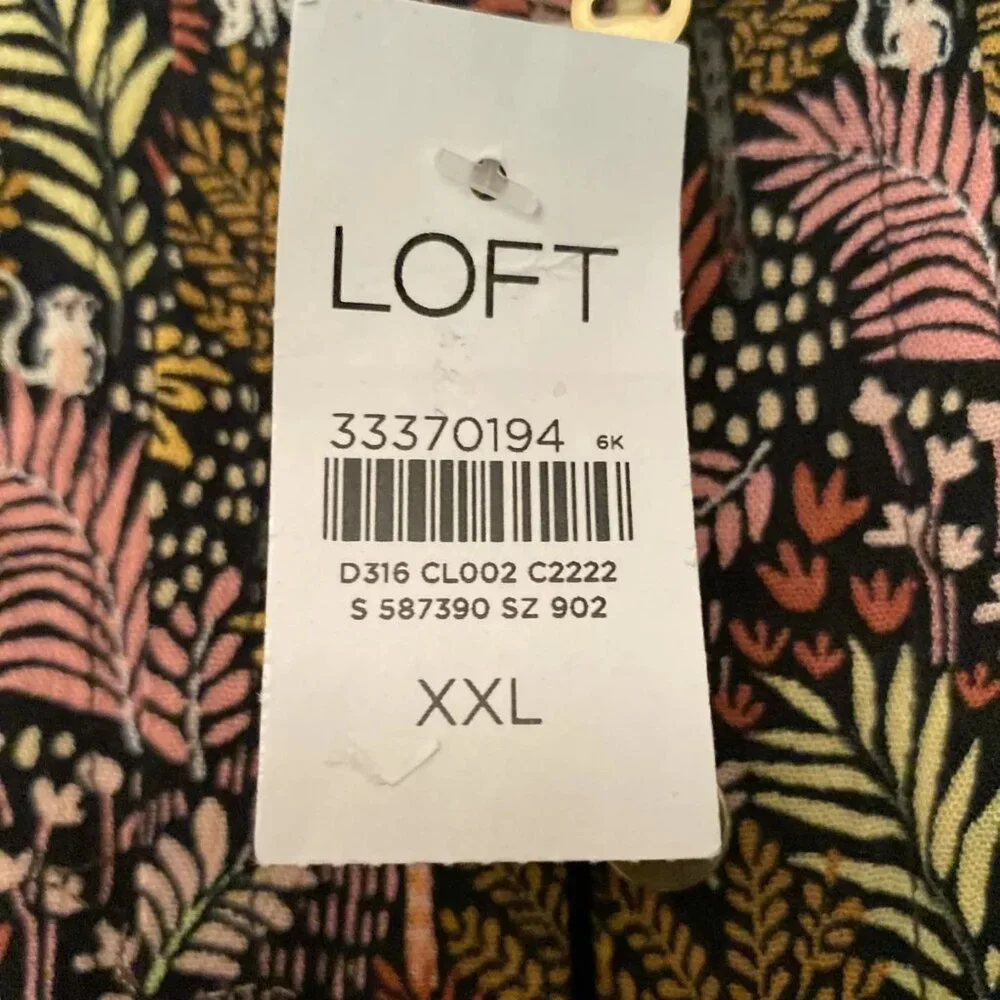 LOFT
33370194 6K
D316 CL002 C2222
S 587390 SZ 902
XXL